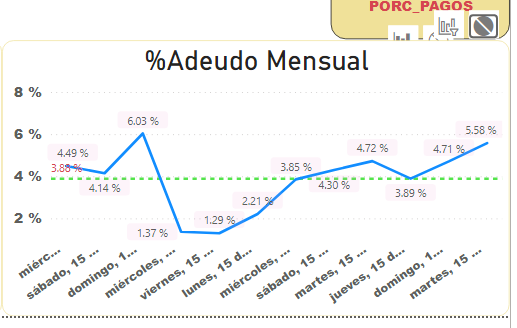 PORC_PAGOS
%Adeudo Mensual
8 %
6 %
4 %
2 %
4.49 %
3.88 %
4.14 %
6.03 %
1.37 %
1.29 %
2.21 %
3.85 %
4.30 %
4.72 %
3.89 %
4.71 %
5.58 %
miérc...
sábado, 15 ...
domingo, 1...
miércoles, ...
viernes, 15 ...
lunes, 15 d...
miércoles, ...
sábado, 15 ...
martes, 15 ...
jueves, 15 d...
domingo, 1...
martes, 15 ...